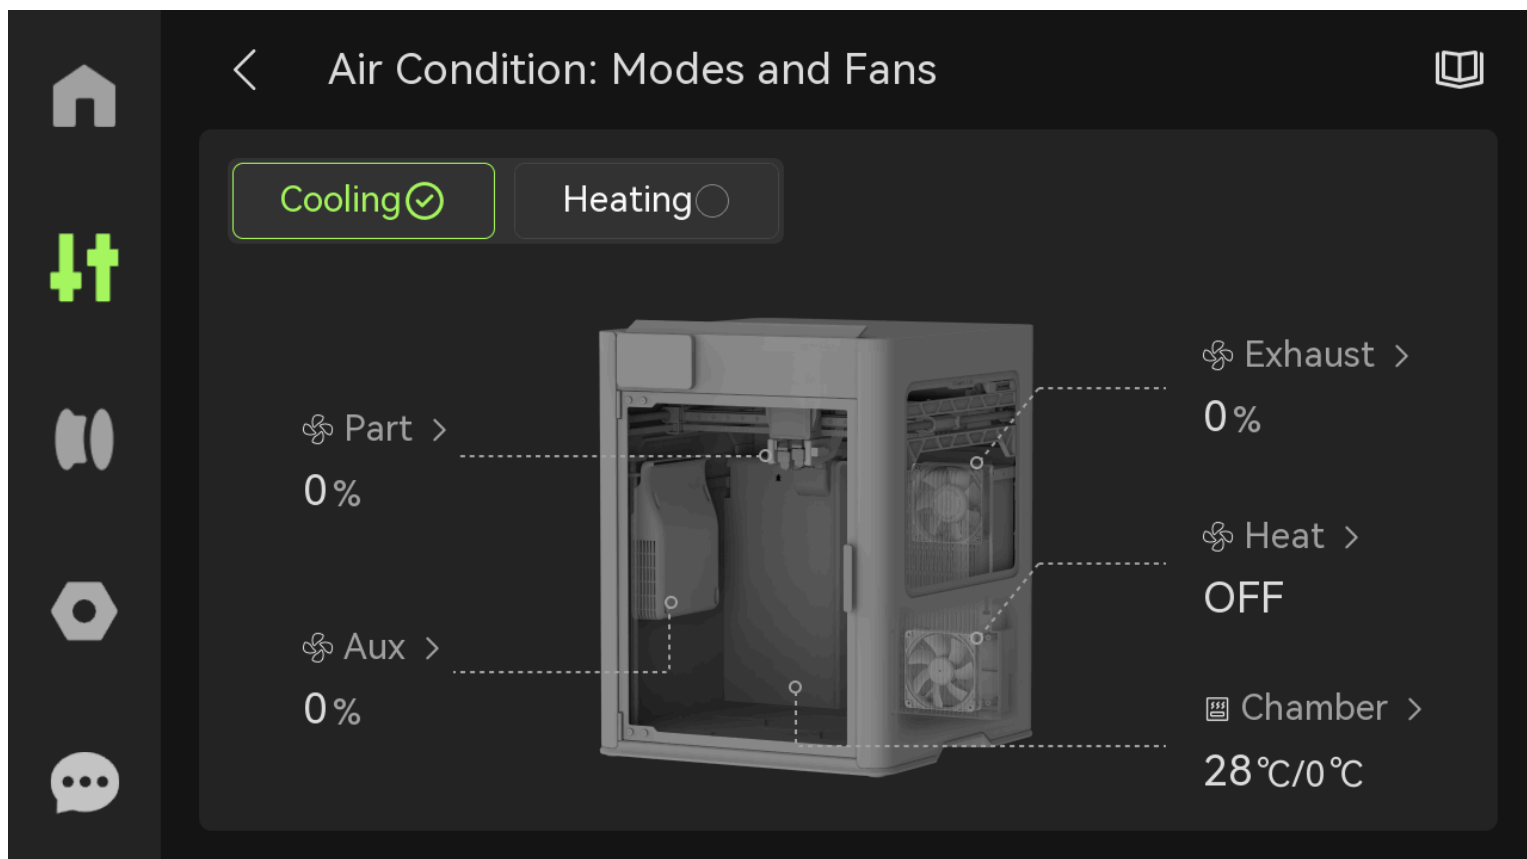 Air Condition: Modes and Fans
Cooling
Heating
Part
0%
Aux
0%
Exhaust
0%
Heat
OFF
Chamber
28℃/0℃